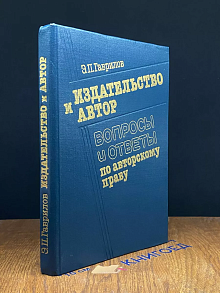 Э.П.Гаврилов
ИЗДАТЕЛЬСТВО
И АВТОР
ВОПРОСЫ
И ОТВЕТЫ
ПО АВТОРСКОМУ
ПРАВУ
Э.П.Гаврилов ИЗДАТЕЛЬСТВО И АВТОР